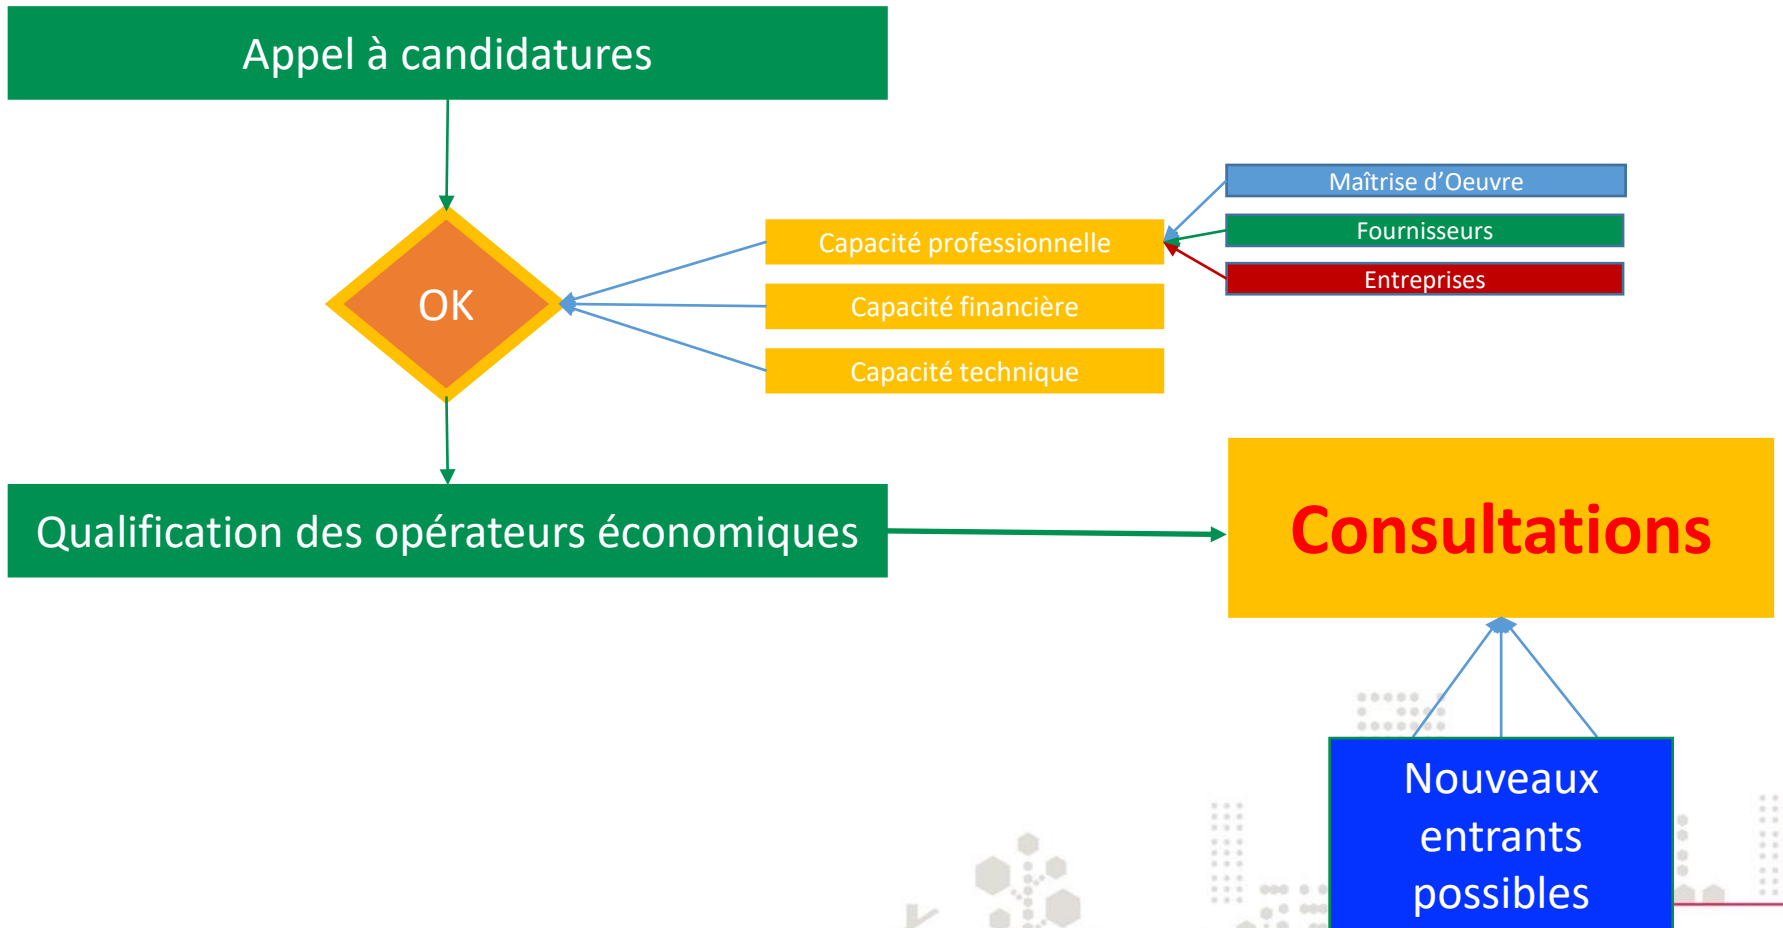 Appel à candidatures
Maîtrise d'Oeuvre
Fournisseurs
Entreprises
Capacité professionnelle
Capacité financière
Capacité technique
OK
Qualification des opérateurs économiques
Consultations
Nouveaux
entrants
possibles